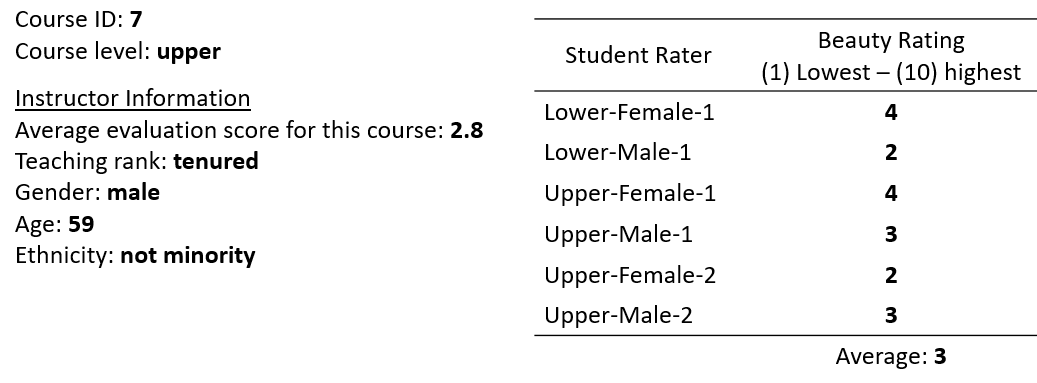 Course ID: 7
Course level: upper
Instructor Information
Average evaluation score for this course: 2.8
Teaching rank: tenured
Gender: male
Age: 59
Ethnicity: not minority
Student Rater
Beauty Rating
(1) Lowest – (10) highest
Lower-Female-1 4
Lower-Male-1 2
Upper-Female-1 4
Upper-Male-1 3
Upper-Female-2 2
Upper-Male-2 3
Average: 3